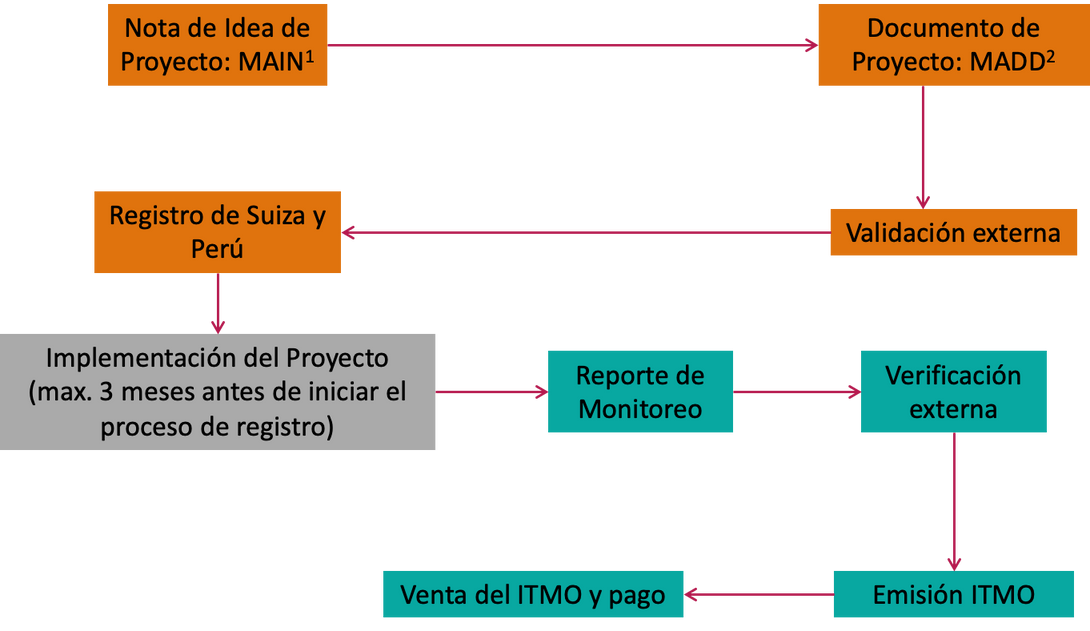 Nota de Idea de
Proyecto: MAIN¹
Documento de
Proyecto: MADD²
Validación externa
Registro de Suiza y
Perú
Implementación del Proyecto
(max. 3 meses antes de iniciar el
proceso de registro)
Reporte de
Monitoreo
Verificación
externa
Emisión ITMO
Venta del ITMO y pago